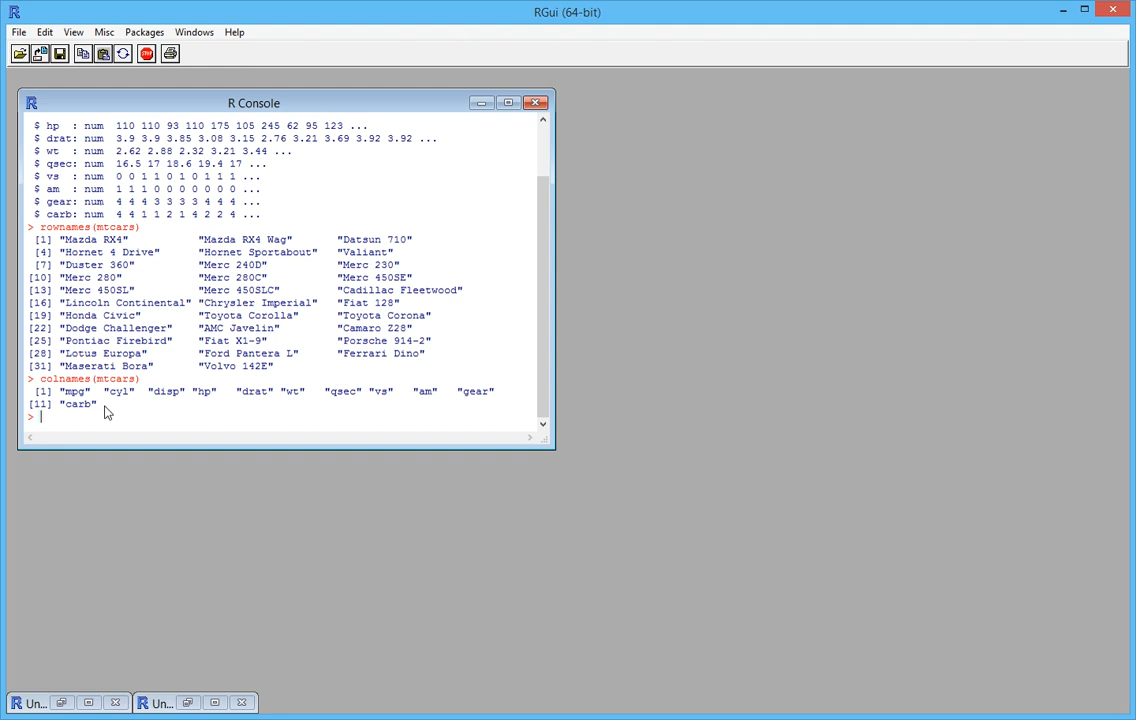 RGui (64-bit)
File Edit View Misc Packages Windows Help
STOP
R Console
$ hp  : num  110 110 93 110 175 105 245 62 95 123 ...
$ drat: num  3.9 3.9 3.85 3.08 3.15 2.76 3.21 3.69 3.92 3.92 ...
$ wt  : num  2.62 2.88 2.32 3.21 3.44 ...
$ qsec: num  16.5 17 18.6 19.4 17 ...
$ vs  : num  0 0 1 1 0 1 0 1 1 1 ...
$ am  : num  1 1 1 0 0 0 0 0 0 0 ...
$ gear: num  4 4 4 3 3 3 3 4 4 4 ...
$ carb: num  4 4 1 1 2 1 4 2 2 4 ...
> rownames(mtcars)
[1] "Mazda RX4" "Mazda RX4 Wag" "Datsun 710"
[4] "Hornet 4 Drive" "Hornet Sportabout" "Valiant"
[7] "Duster 360" "Merc 240D" "Merc 230"
[10] "Merc 280" "Merc 280C" "Merc 450SE"
[13] "Merc 450SL" "Merc 450SLC" "Cadillac Fleetwood"
[16] "Lincoln Continental" "Chrysler Imperial" "Fiat 128"
[19] "Honda Civic" "Toyota Corolla" "Toyota Corona"
[22] "Dodge Challenger" "AMC Javelin" "Camaro Z28"
[25] "Pontiac Firebird" "Fiat X1-9" "Porsche 914-2"
[28] "Lotus Europa" "Ford Pantera L" "Ferrari Dino"
[31] "Maserati Bora" "Volvo 142E"
> colnames(mtcars)
[1] "mpg" "cyl" "disp" "hp" "drat" "wt" "qsec" "vs" "am" "gear"
[11] "carb"
>
Un... Un...